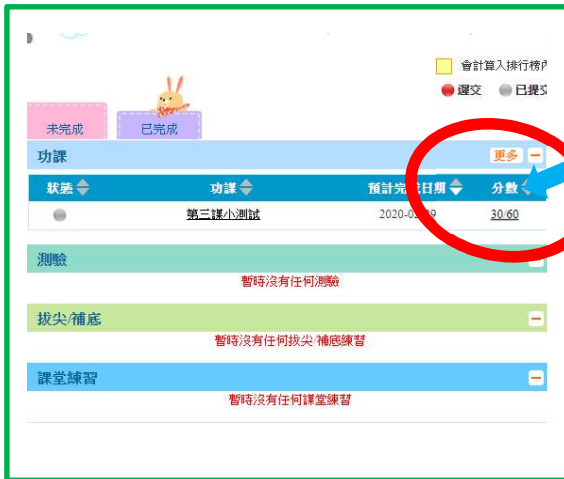 會計算入排行榜內
遲交 已提交
未完成 已完成
功課 更多
狀態 功課 預計完成日期 分數
第三課小測試 30/60
測驗
暫時沒有任何測驗
拔尖/補底
暫時沒有任何拔尖/補底練習
課堂練習
暫時沒有任何課堂練習